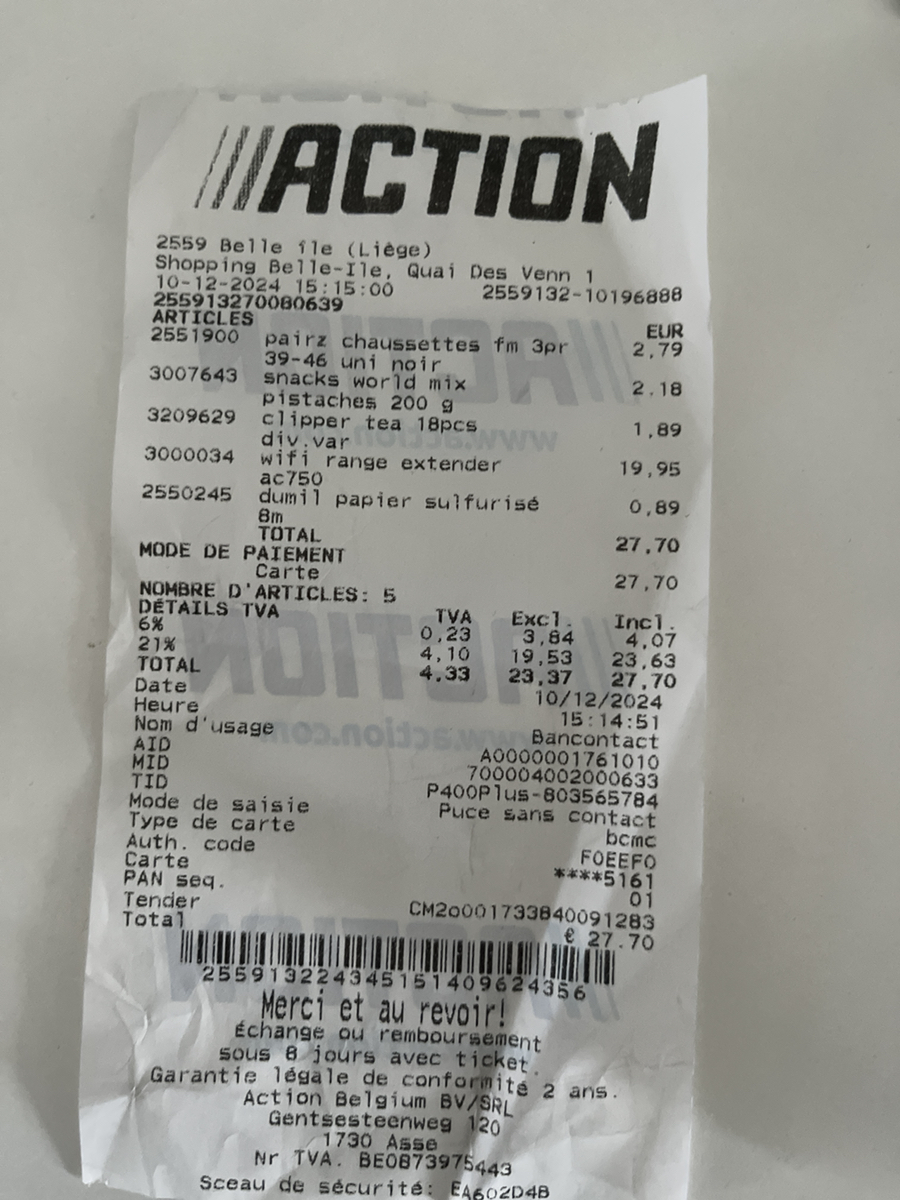 ACTION
2559 Belle île (Liège)
Shopping Belle-Ile, Quai Des Venn 1
10-12-2024 15:15:00 2559132-10196888
255913270080639
ARTICLES EUR
2551900 pairz chaussettes fm 3pr 2,79
39-46 uni noir
3007643 snacks world mix 2.18
pistaches 200 g
3209629 clipper tea 18pcs 1,89
div.var
3000034 wifi range extender 19,95
ac750
2550245 dumil papier sulfurisé 0,89
8m
TOTAL 27,70
MODE DE PAIEMENT
Carte 27,70
NOMBRE D'ARTICLES: 5
DÉTAILS TVA TVA Excl. Incl.
6% 0,23 3,84 4,07
21% 4,10 19,53 23,63
TOTAL 4.33 23,37 27,70
Date 10/12/2024
Heure 15:14:51
Nom d'usage Bancontact
AID A0000001761010
MID 700004002000633
TID P400Plus-803565784
Mode de saisie Puce sans contact
Type de carte bcmc
Auth. code F0EEF0
Carte ****5161
PAN seq. 01
Tender CM2o001733840091283
Total € 27.70
255913224345151409624356
Merci et au revoir!
Échange ou remboursement
sous 8 jours avec ticket.
Garantie légale de conformité 2 ans.
Action Belgium BV/SRL
Gentsesteenweg 120
1730 Asse
Nr TVA. BE0873975443
Sceau de sécurité: EA602D4B